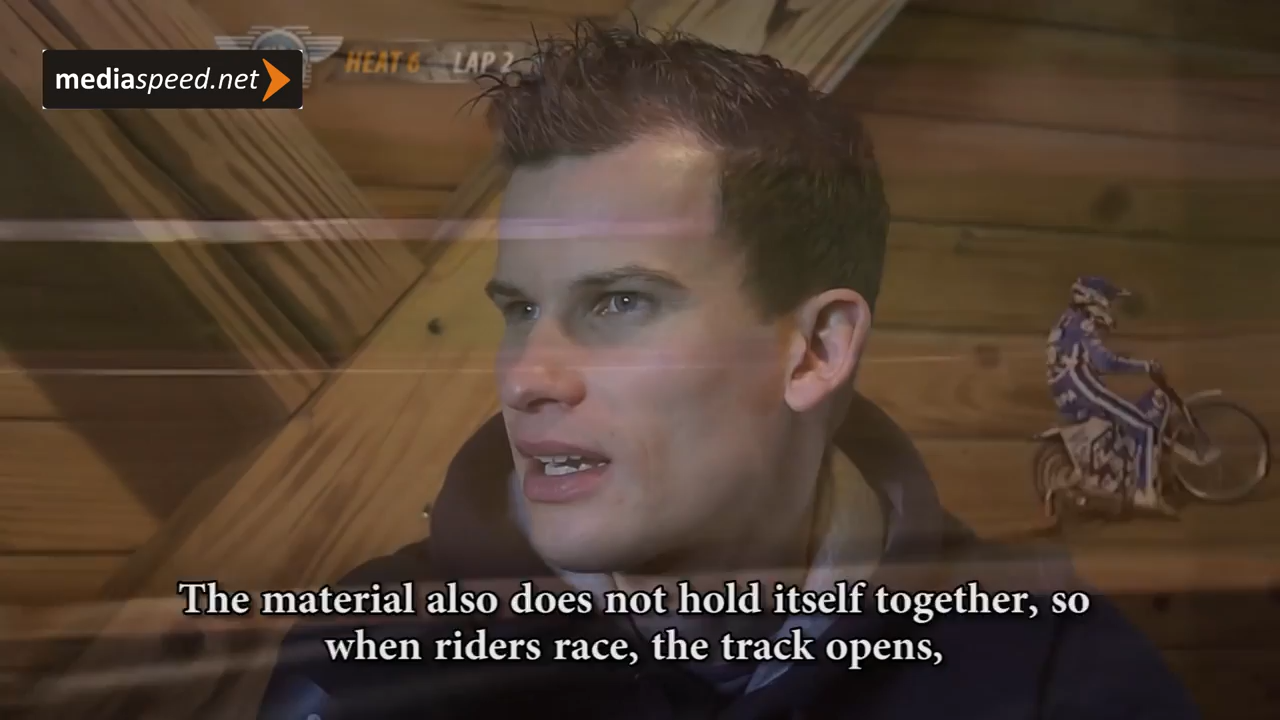 HEAT 6 LAP 2
mediaspeed.net
The material also does not hold itself together, so
when riders race, the track opens,